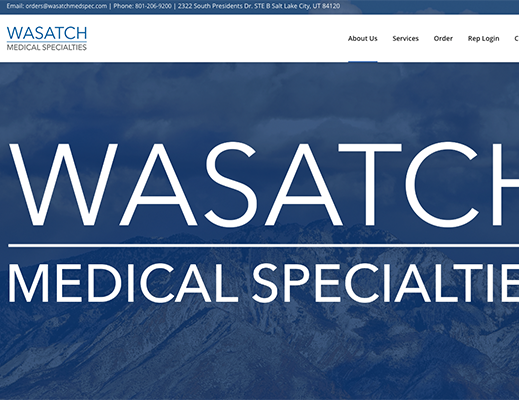 Email: orders@wasatchmedspec.com | Phone: 801-206-9200 | 2322 South Presidents Dr. STE B Salt Lake City, UT 84120
WASATCH
MEDICAL SPECIALTIES
About Us Services Order Rep Login C
WASATCH
MEDICAL SPECIALTIE